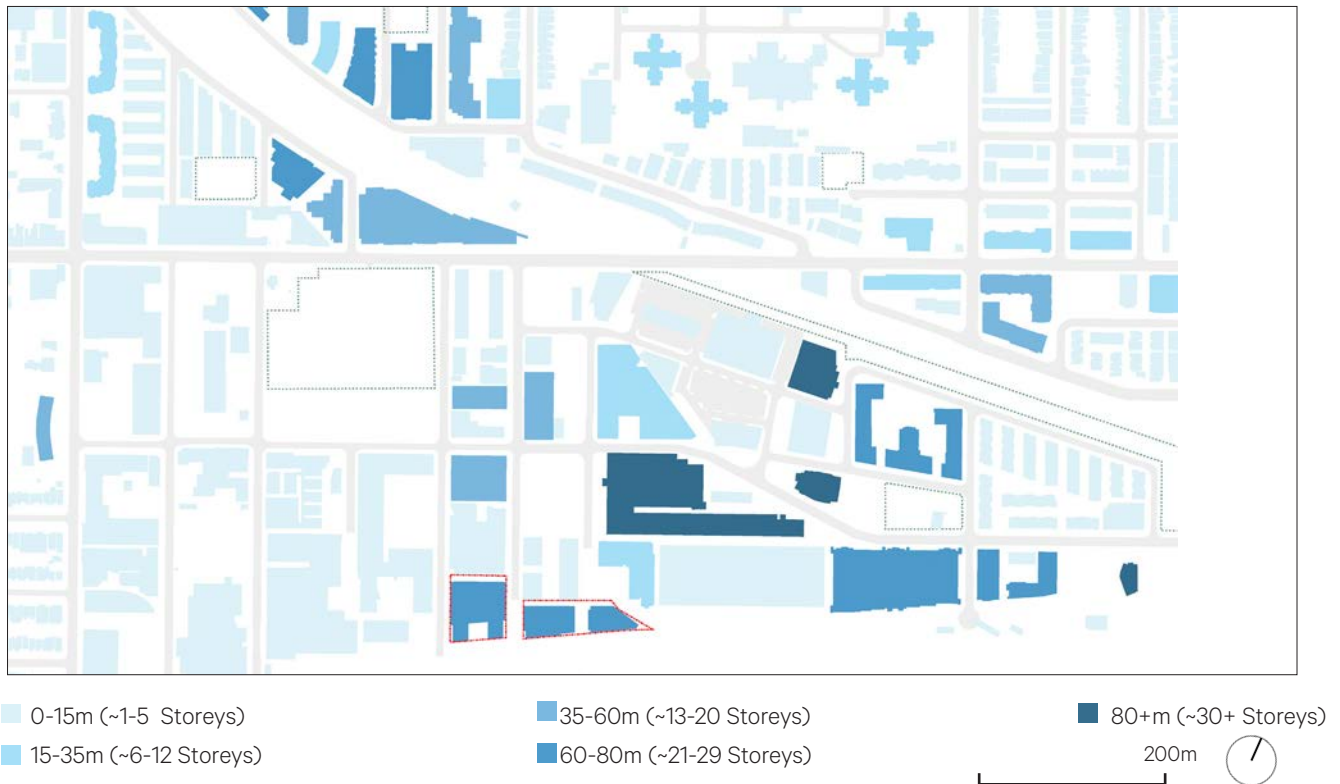 0-15m (~1-5 Storeys)
35-60m (~13-20 Storeys)
80+m (~30+ Storeys)
15-35m (~6-12 Storeys)
60-80m (~21-29 Storeys)
200m